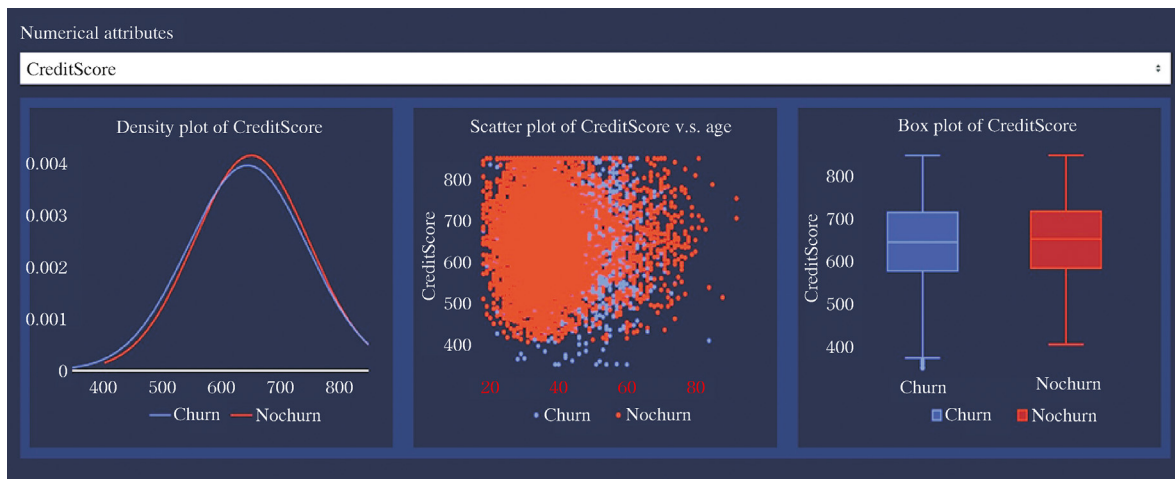 Numerical attributes
CreditScore
Density plot of CreditScore
0.004
0.003
0.002
0.001
0
400 500 600 700 800
Churn Nochurn
Scatter plot of CreditScore v.s. age
CreditScore
800
700
600
500
400
20 40 60 80
Churn Nochurn
Box plot of CreditScore
CreditScore
800
700
600
500
400
Churn Nochurn
Churn Nochurn